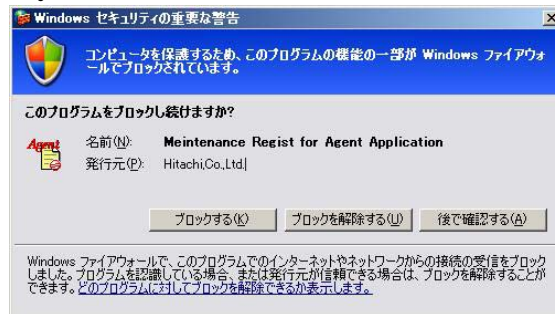 Windows セキュリティの重要な警告
コンピュータを保護するため、このプログラムの機能の一部が Windows ファイアウォ
ールでブロックされています。
このプログラムをブロックし続けますか?
Agent
名前(N): Meintenance Regist for Agent Application
発行元(P): Hitachi,Co.,Ltd.
ブロックする(K) ブロックを解除する(U) 後で確認する(A)
Windows ファイアウォールで、このプログラムでのインターネットやネットワークからの接続の受信をブロック
しました。プログラムを認識している場合、または発行元が信頼できる場合は、ブロックを解除することが
できます。どのプログラムに対してブロックを解除できるか表示します。